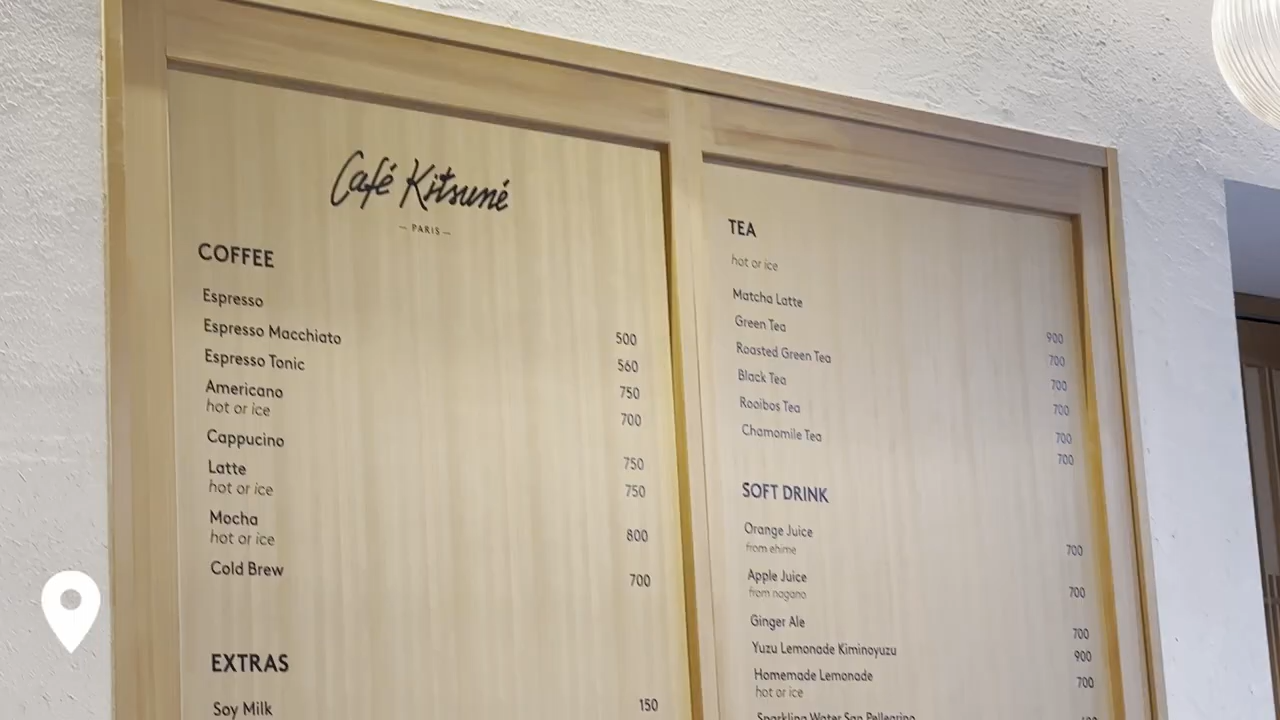 Café Kitsuné
— PARIS —
COFFEE
Espresso 500
Espresso Macchiato 560
Espresso Tonic 750
Americano 700
hot or ice
Cappucino 750
Latte 750
hot or ice
Mocha 800
hot or ice
Cold Brew 700
EXTRAS
Soy Milk 150
TEA
hot or ice
Matcha Latte 900
Green Tea 700
Roasted Green Tea 700
Black Tea 700
Rooibos Tea 700
Chamomile Tea 700
SOFT DRINK
Orange Juice 700
from ehime
Apple Juice 700
from nagano
Ginger Ale 700
Yuzu Lemonade Kiminoyuzu 900
Homemade Lemonade 700
hot or ice
Sparkling Water San Pellegrino